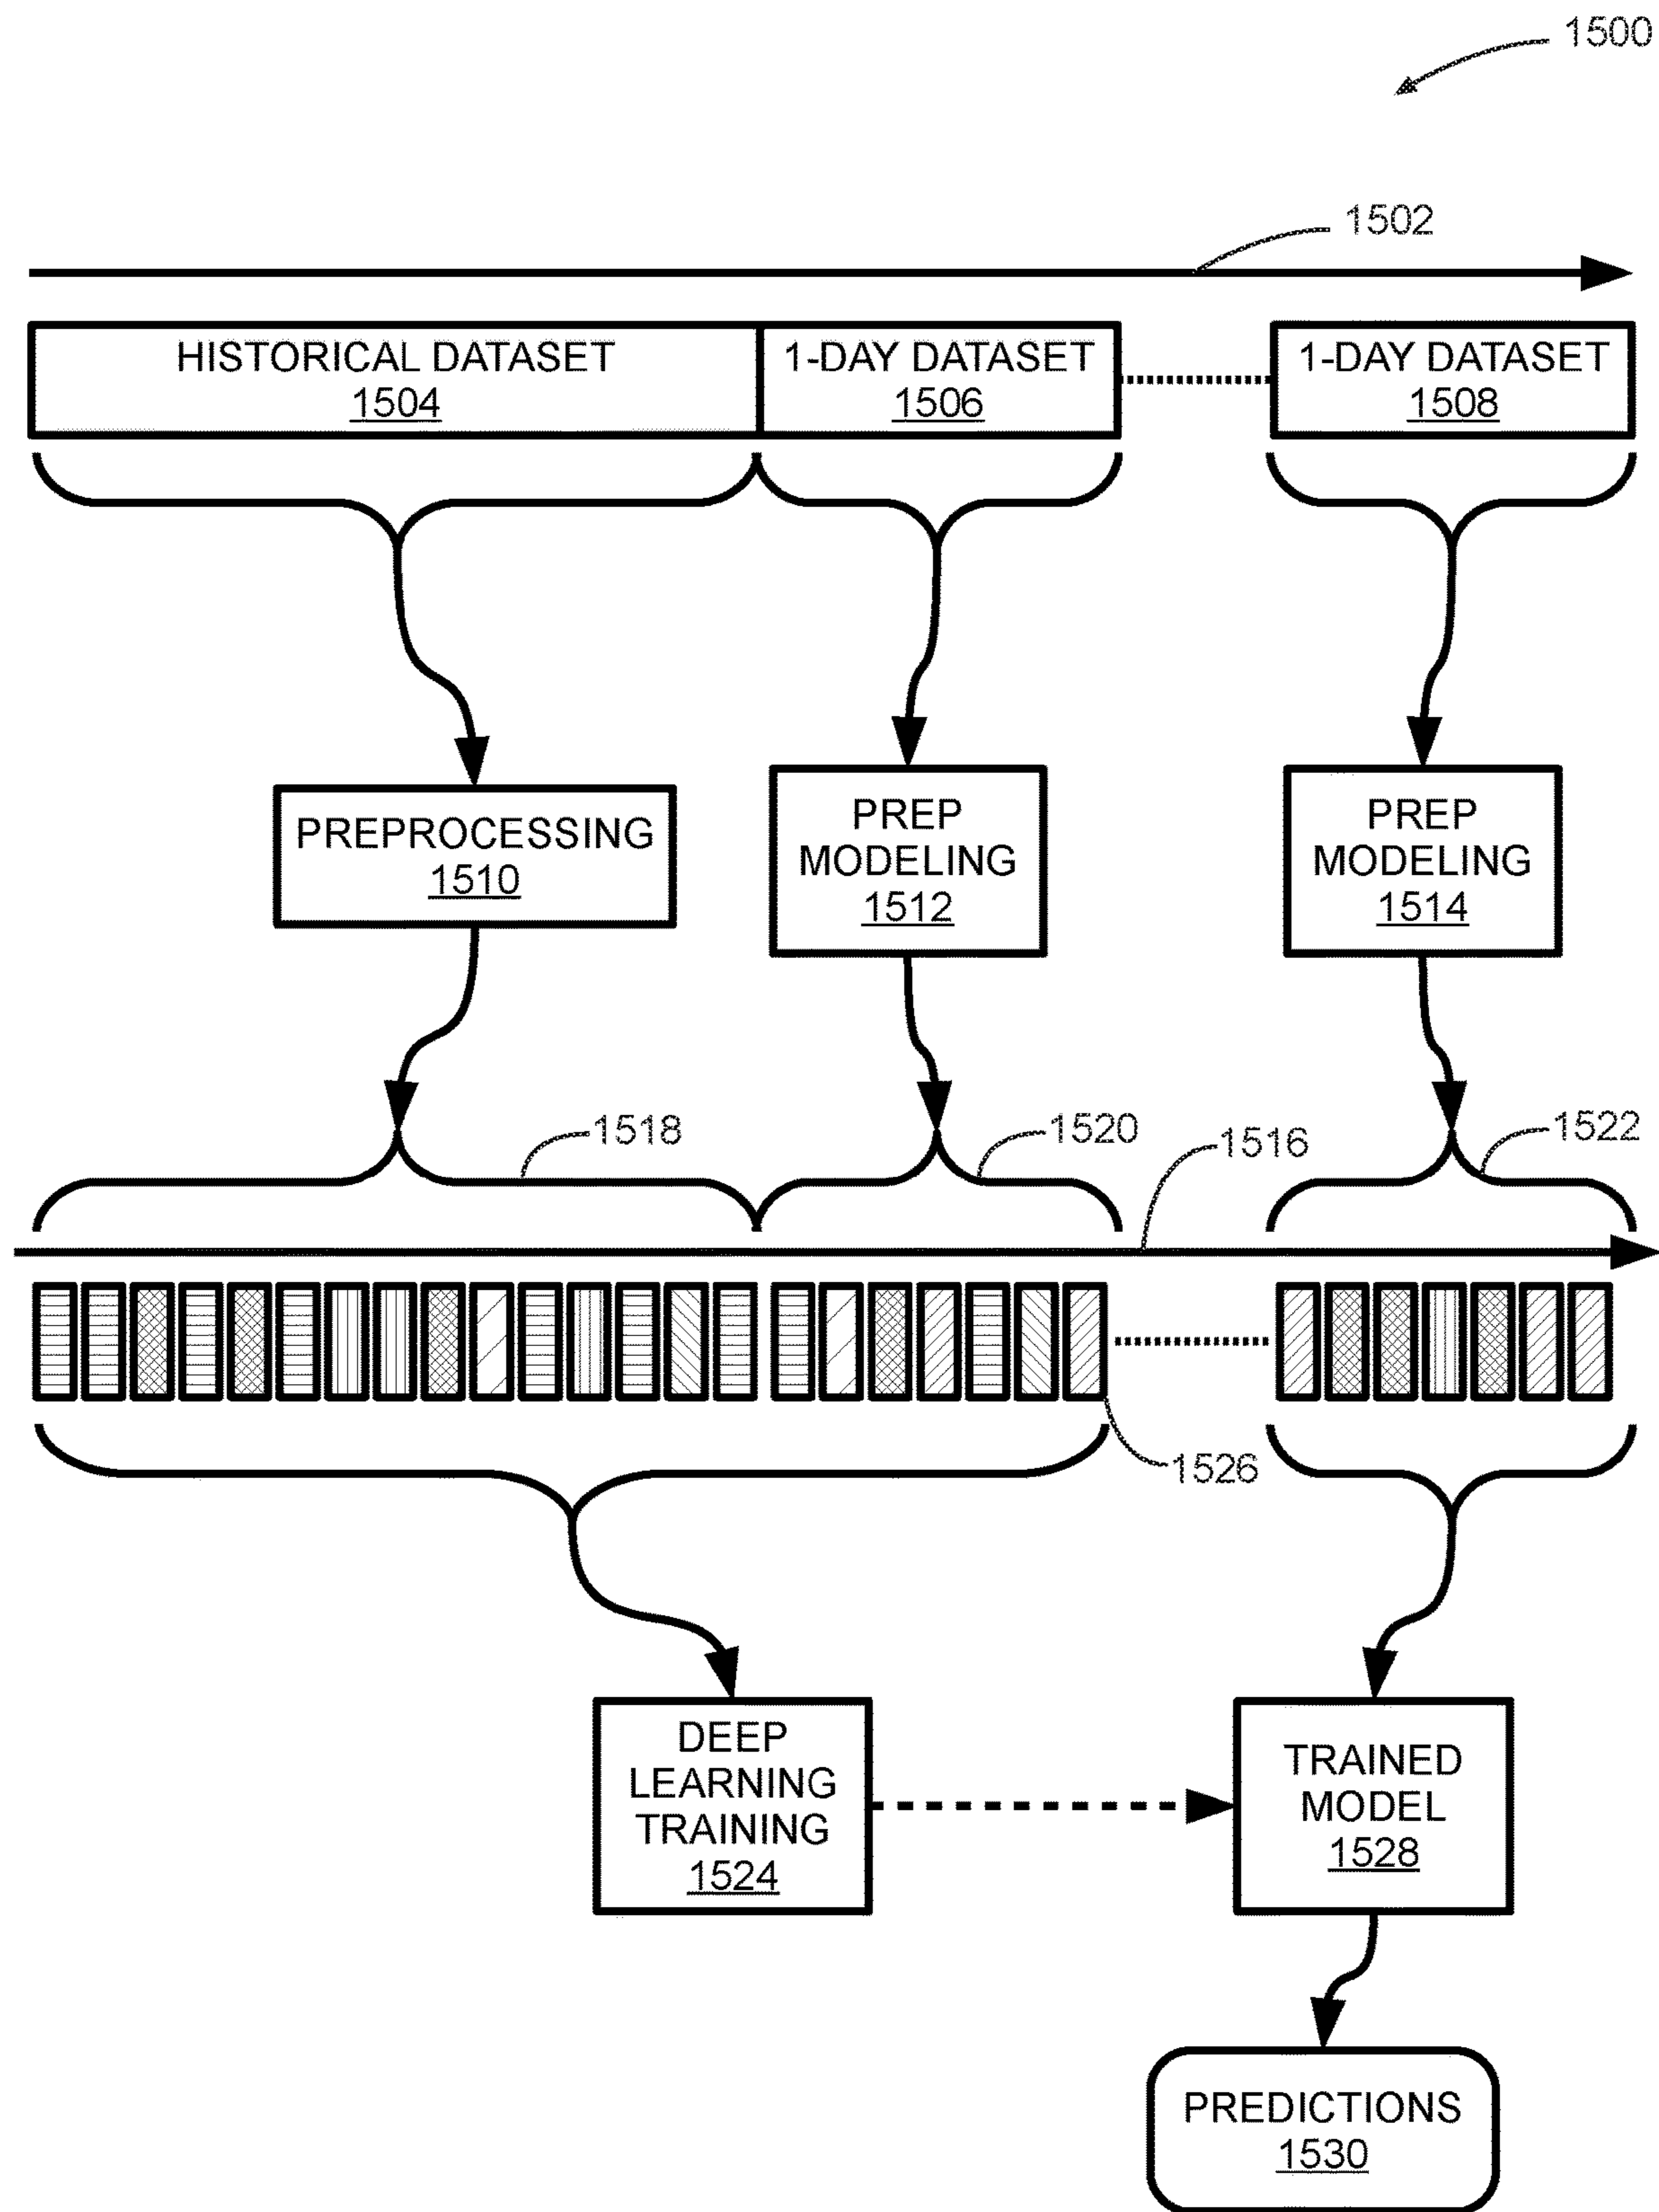 1500
1502
HISTORICAL DATASET
1504
1-DAY DATASET
1506
1-DAY DATASET
1508
PREPROCESSING
1510
PREP
MODELING
1512
PREP
MODELING
1514
1518
1520
1516
1522
1526
DEEP
LEARNING
TRAINING
1524
TRAINED
MODEL
1528
PREDICTIONS
1530